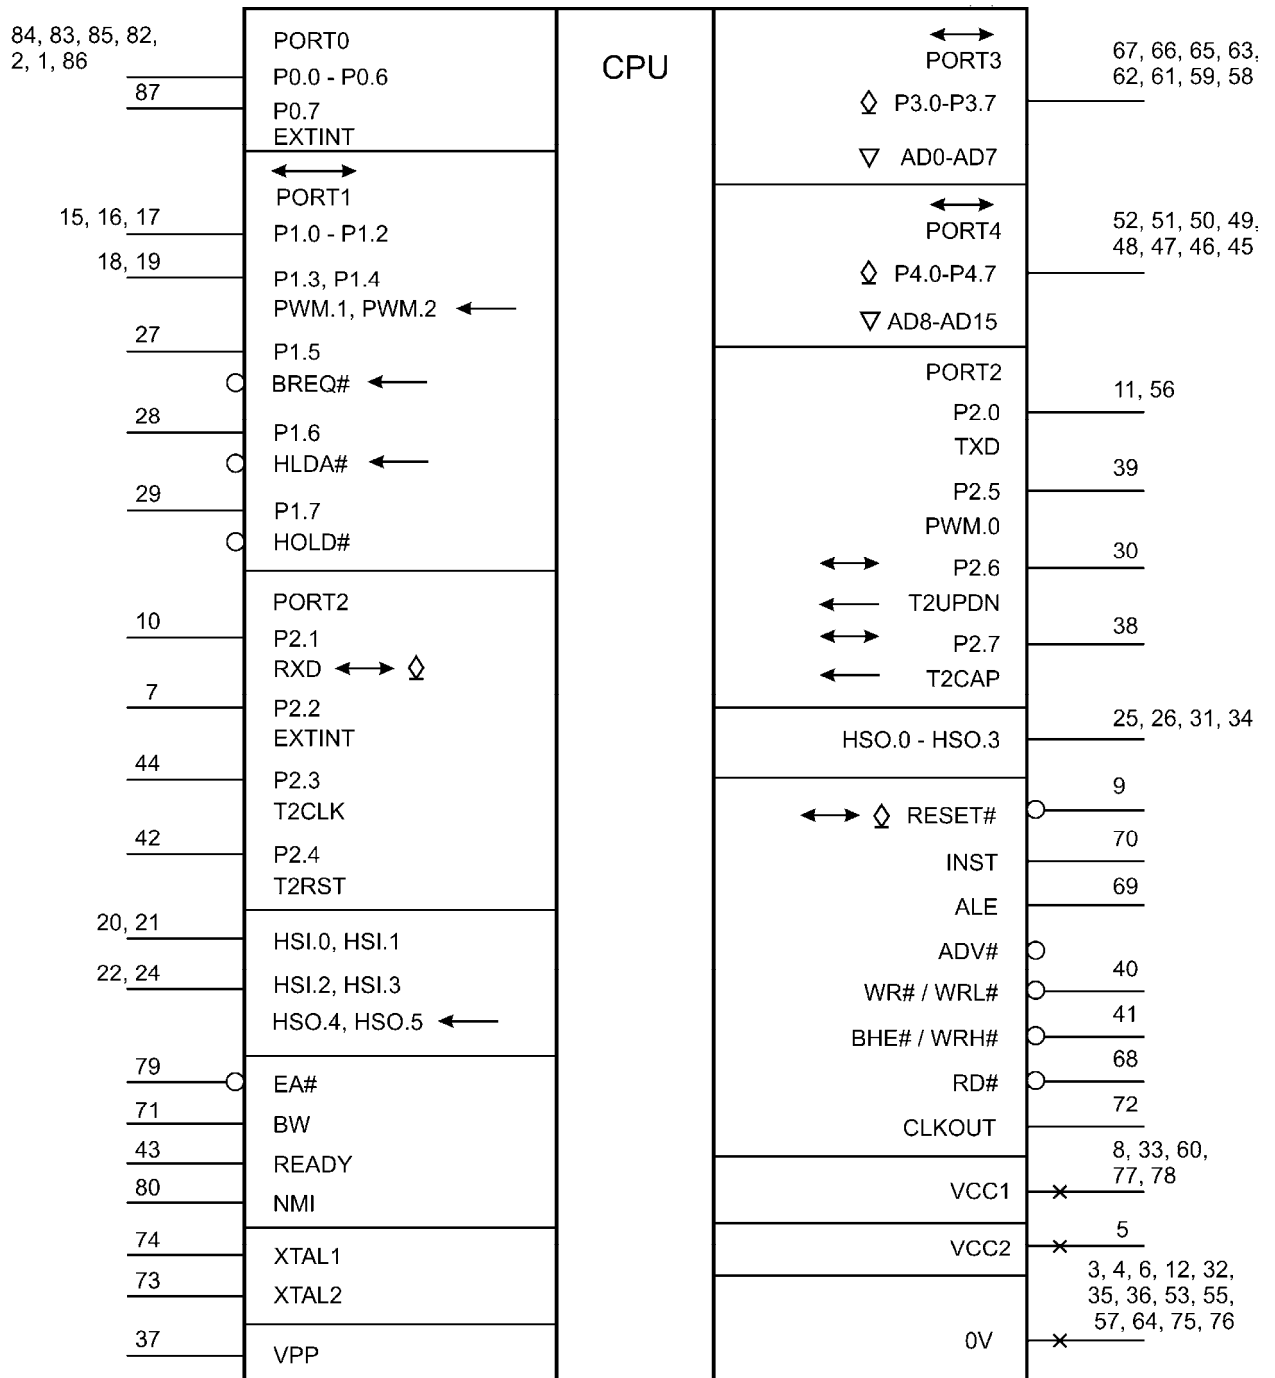 84, 83, 85, 82,
2, 1, 86
87
15, 16, 17
18, 19
27
28
29
10
7
44
42
20, 21
22, 24
79
71
43
80
74
73
37
PORT0
P0.0 - P0.6
P0.7
EXTINT
PORT1
P1.0 - P1.2
P1.3, P1.4
PWM.1, PWM.2
P1.5
BREQ#
P1.6
HLDA#
P1.7
HOLD#
PORT2
P2.1
RXD
P2.2
EXTINT
P2.3
T2CLK
P2.4
T2RST
HSI.0, HSI.1
HSI.2, HSI.3
HSO.4, HSO.5
EA#
BW
READY
NMI
XTAL1
XTAL2
VPP
CPU
PORT3
P3.0-P3.7
AD0-AD7
PORT4
P4.0-P4.7
AD8-AD15
PORT2
P2.0
TXD
P2.5
PWM.0
P2.6
T2UPDN
P2.7
T2CAP
HSO.0 - HSO.3
RESET#
INST
ALE
ADV#
WR# / WRL#
BHE# / WRH#
RD#
CLKOUT
VCC1
VCC2
0V
67, 66, 65, 63,
62, 61, 59, 58
52, 51, 50, 49,
48, 47, 46, 45
11, 56
39
30
38
25, 26, 31, 34
9
70
69
40
41
68
72
8, 33, 60,
77, 78
5
3, 4, 6, 12, 32,
35, 36, 53, 55,
57, 64, 75, 76